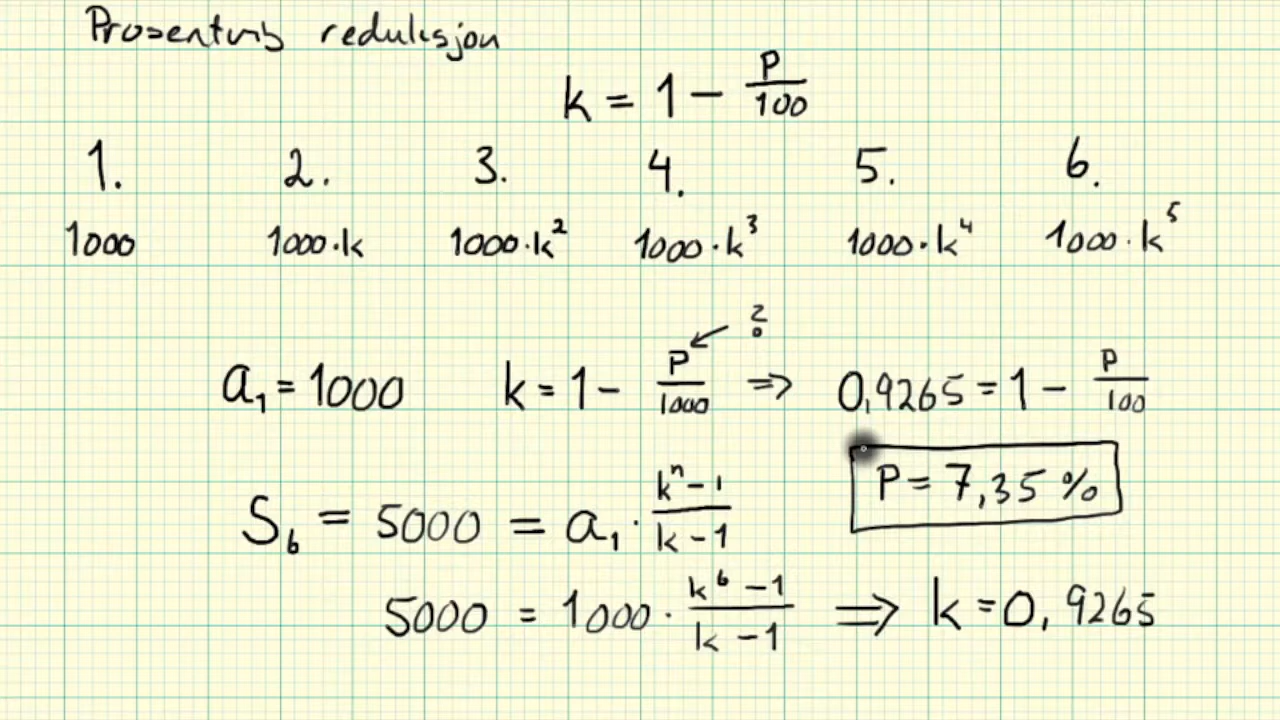 Prosentvis reduksjon
k = 1 - P/100
1. 2. 3. 4. 5. 6.
1000 1000·k 1000·k² 1000·k³ 1000·k⁴ 1000·k⁵
?
a₁ = 1000 k = 1 - P/1000 ⇒ 0,9265 = 1 - P/100
P = 7,35 %
S₆ = 5000 = a₁ · (kⁿ - 1)/(k - 1)
5000 = 1000 · (k⁶ - 1)/(k - 1) ⇒ k = 0,9265